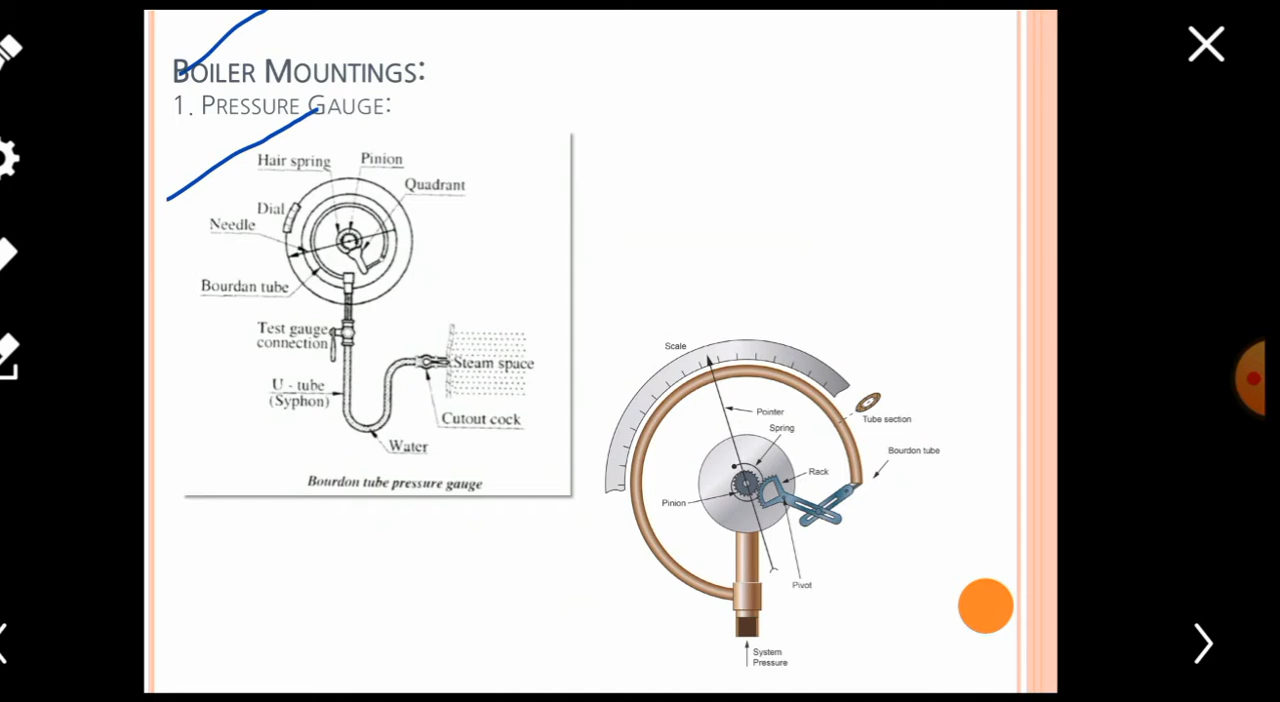 BOILER MOUNTINGS:
1. PRESSURE GAUGE:
Hair spring
Pinion
Quadrant
Dial
Needle
Bourdan tube
Test gauge
connection
Steam space
U - tube
(Syphon)
Cutout cock
Water
Bourdon tube pressure gauge
Scale
Pointer
Tube section
Spring
Bourdon tube
Rack
Pinion
Pivot
System
Pressure